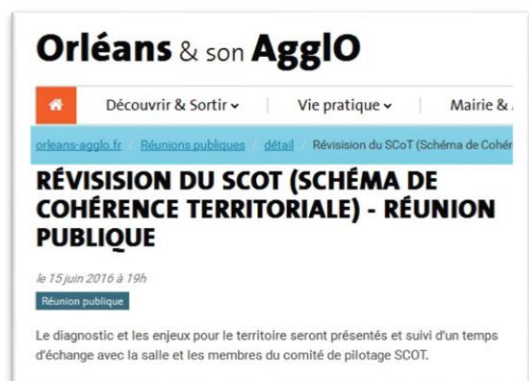 Orléans & son AgglO
Découvrir & Sortir Vie pratique Mairie &
orleans-agglo.fr / Réunions publiques / détail / Révisision du SCoT (Schéma de Cohér
RÉVISISION DU SCOT (SCHÉMA DE
COHÉRENCE TERRITORIALE) - RÉUNION
PUBLIQUE
le 15 juin 2016 à 19h
Réunion publique
Le diagnostic et les enjeux pour le territoire seront présentés et suivi d'un temps
d'échange avec la salle et les membres du comité de pilotage SCOT.